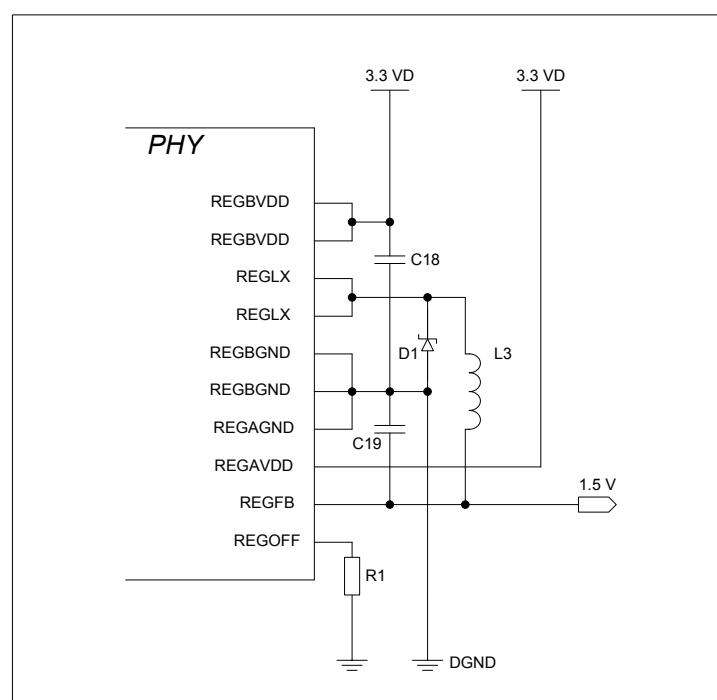 3.3 VD
3.3 VD
PHY
REGBVDD
REGBVDD
C18
REGLX
REGLX
REGBGND
D1
L3
REGBGND
REGAGND
C19
REGAVDD
REGFB
1.5 V
REGOFF
R1
DGND